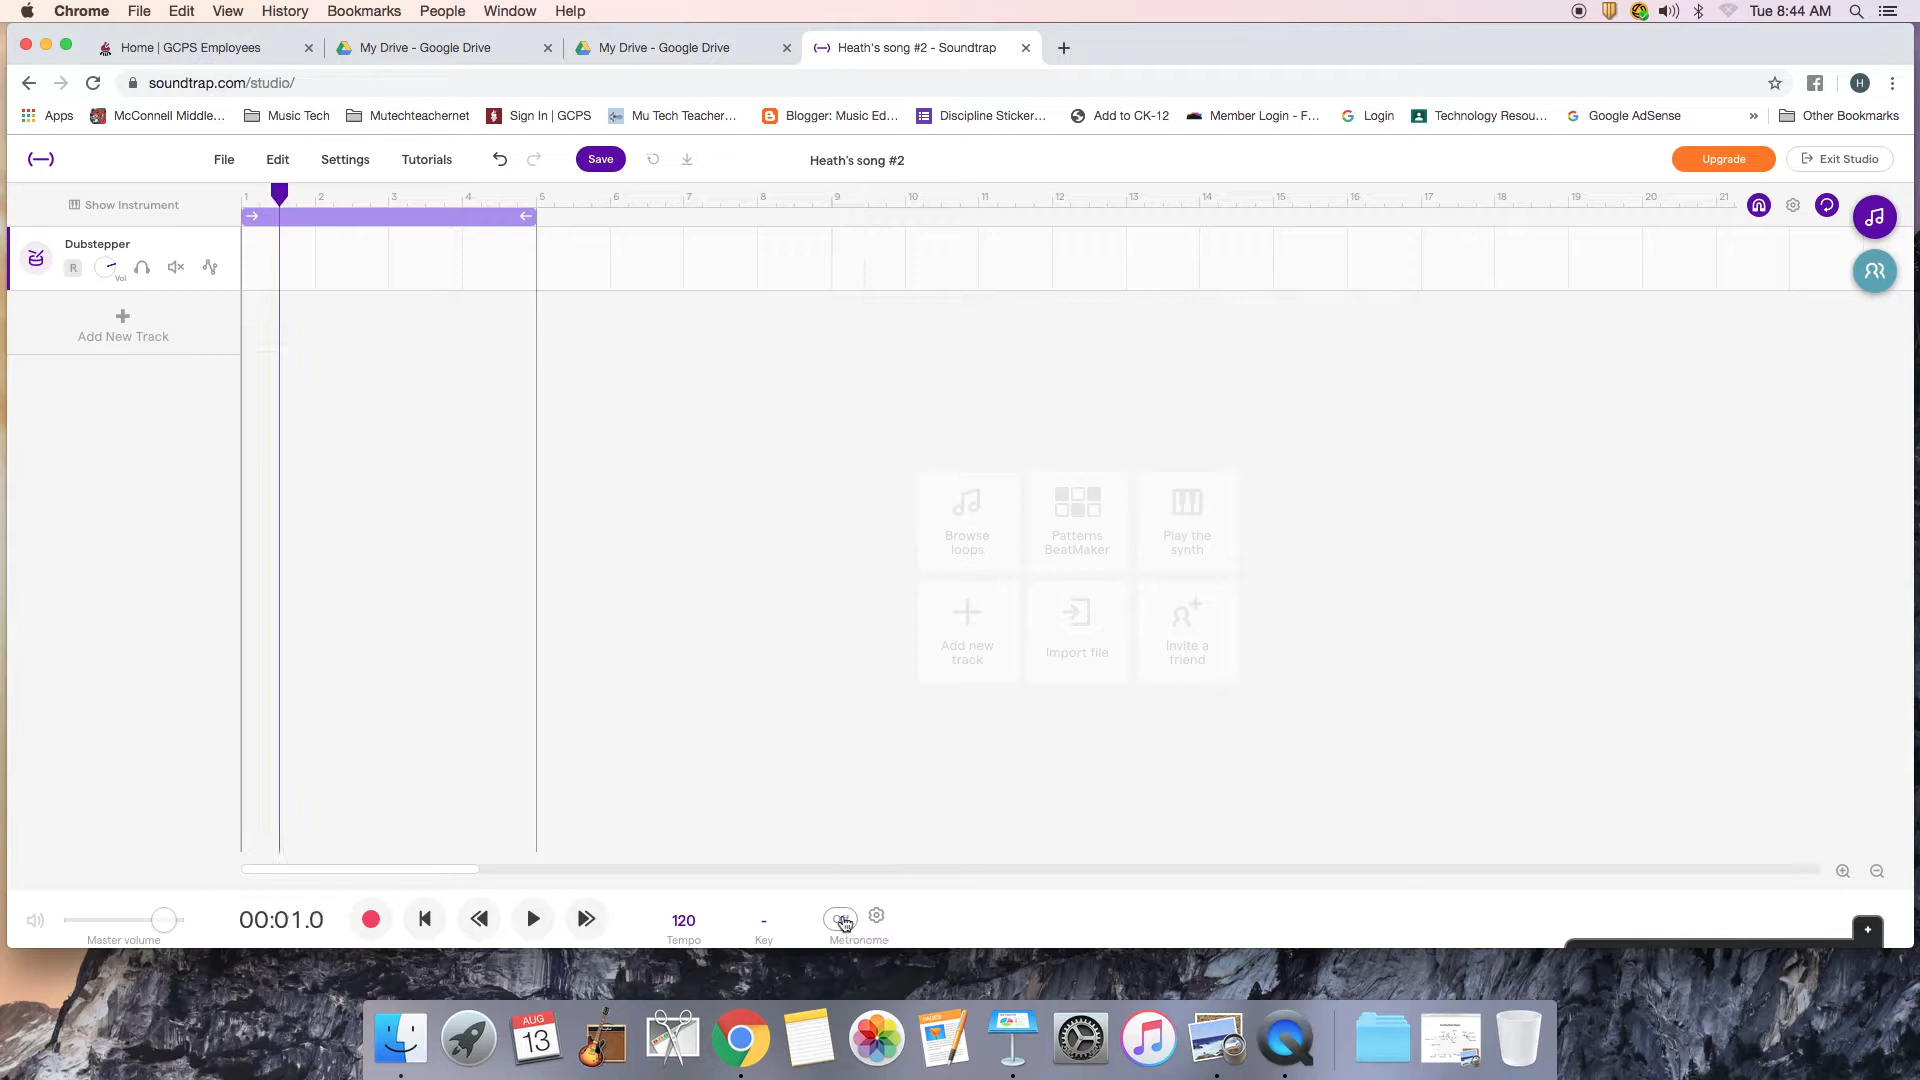 Chrome File Edit View History Bookmarks People Window Help Tue 8:44 AM
Home | GCPS Employees My Drive - Google Drive My Drive - Google Drive Heath's song #2 - Soundtrap
soundtrap.com/studio/ H
Apps McConnell Middle... Music Tech Mutechteachernet Sign In | GCPS Mu Tech Teacher... Blogger: Music Ed... Discipline Sticker... Add to CK-12 Member Login - F... Login Technology Resou... Google AdSense » Other Bookmarks
File Edit Settings Tutorials Save Heath's song #2 Upgrade Exit Studio
Show Instrument 1 2 3 4 5 6 7 8 9 10 11 12 13 14 15 16 17 18 19 20 21
Dubstepper
R Vol
Add New Track
Browse loops
Patterns BeatMaker
Play the synth
Add new track
Import file
Invite a friend
00:01.0 120 -
Master volume Tempo Key Metronome
AUG
13
PAGES